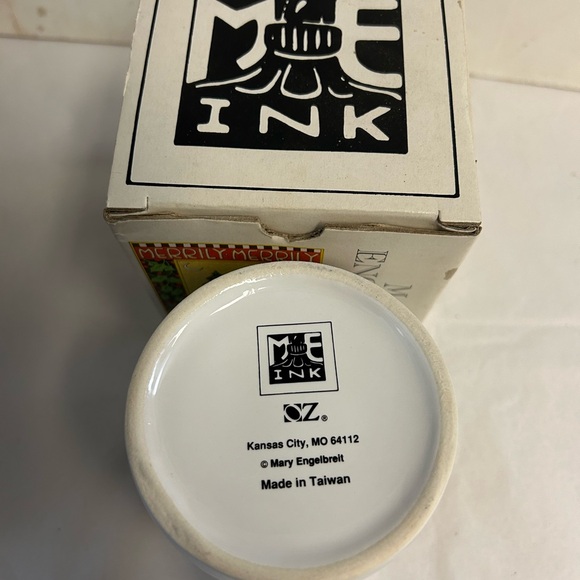 ME
INK
MERRILY MERRILY
ME
INK
OZ®
Kansas City, MO 64112
© Mary Engelbreit
Made in Taiwan